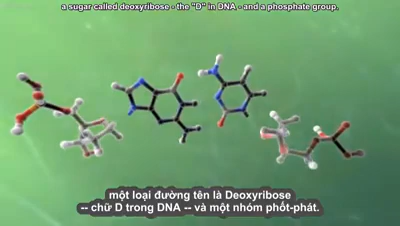 a sugar called deoxyribose - the "D" in DNA - and a phosphate group.
một loại đường tên là Deoxyribose
-- chữ D trong DNA -- và một nhóm phốt-phát.